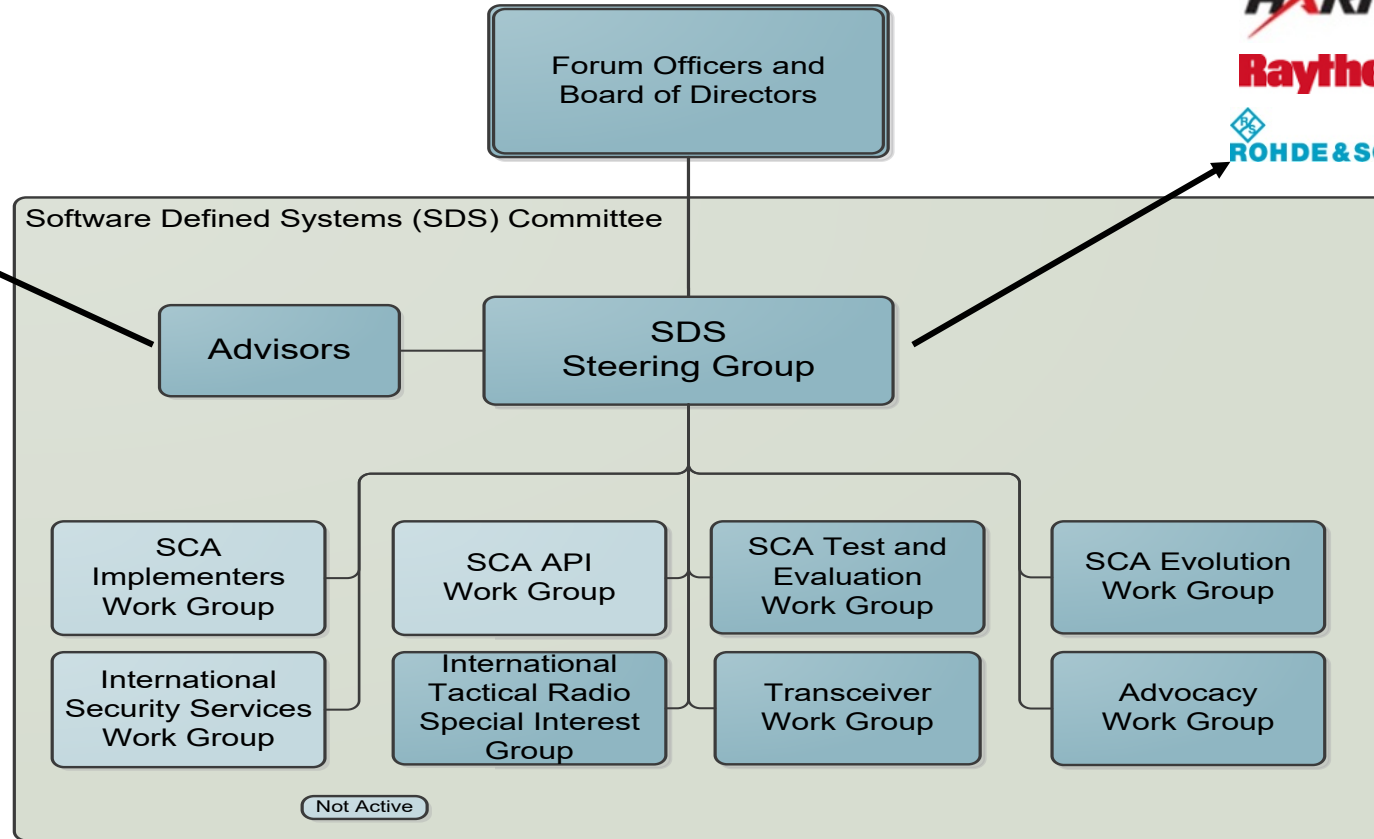 Forum Officers and
Board of Directors
Software Defined Systems (SDS) Committee
Advisors
SDS
Steering Group
SCA
Implementers
Work Group
SCA API
Work Group
SCA Test and
Evaluation
Work Group
SCA Evolution
Work Group
International
Security Services
Work Group
International
Tactical Radio
Special Interest
Group
Transceiver
Work Group
Advocacy
Work Group
Not Active
R&S